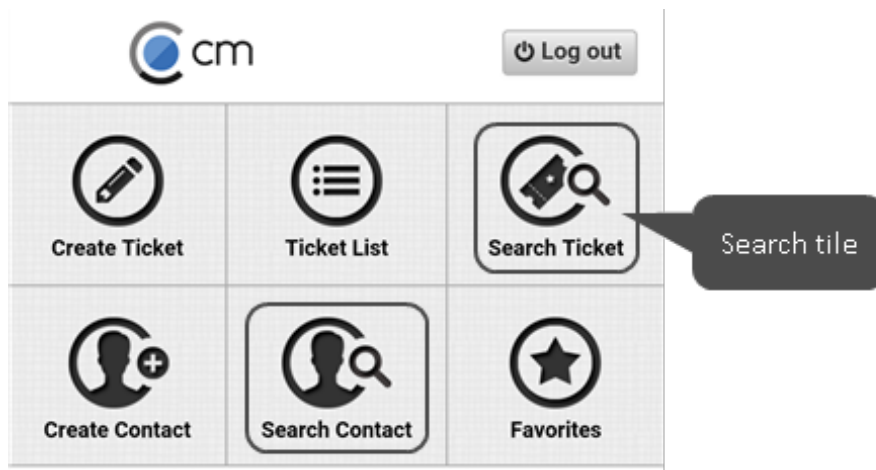 cm
Log out
Create Ticket
Ticket List
Search Ticket
Search tile
Create Contact
Search Contact
Favorites